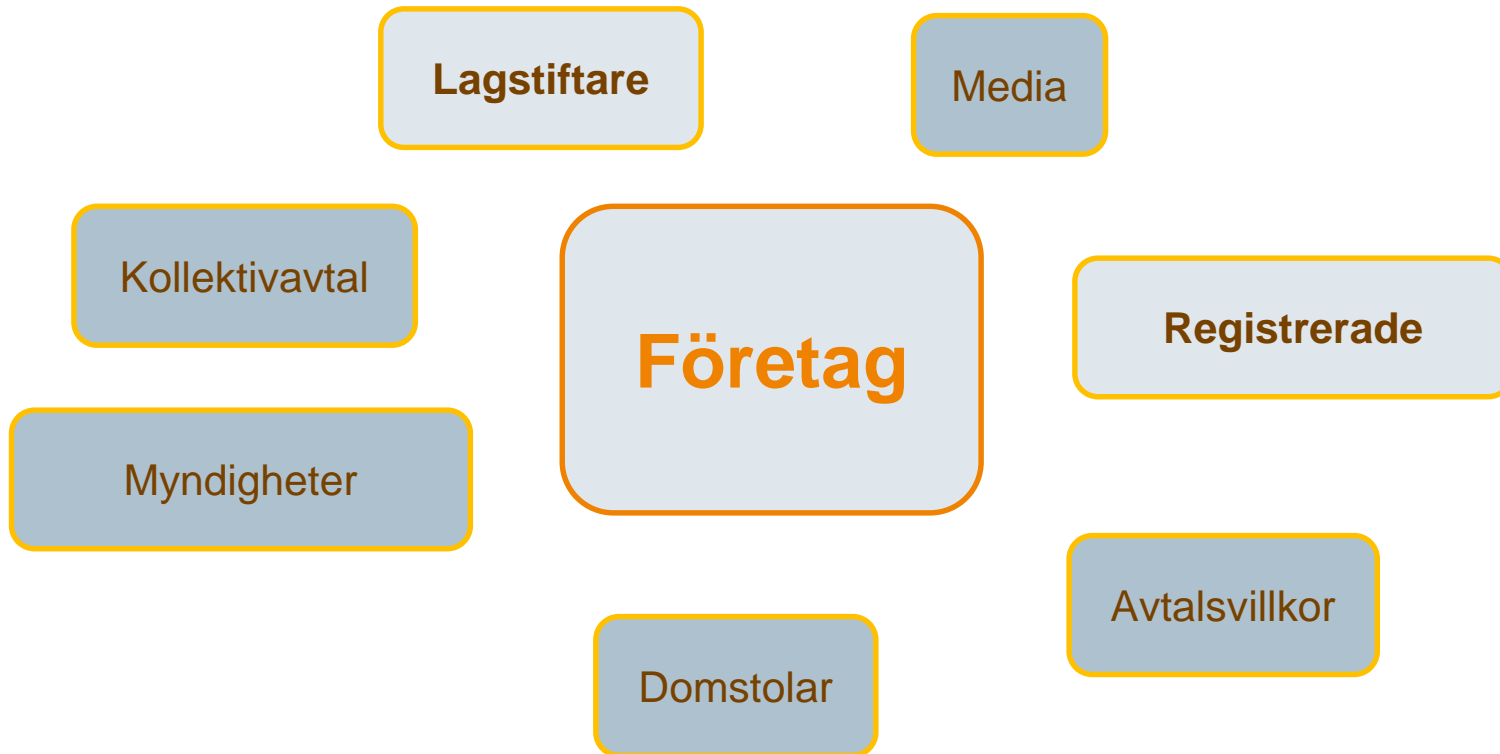 Lagstiftare
Media
Kollektivavtal
Företag
Registrerade
Myndigheter
Avtalsvillkor
Domstolar